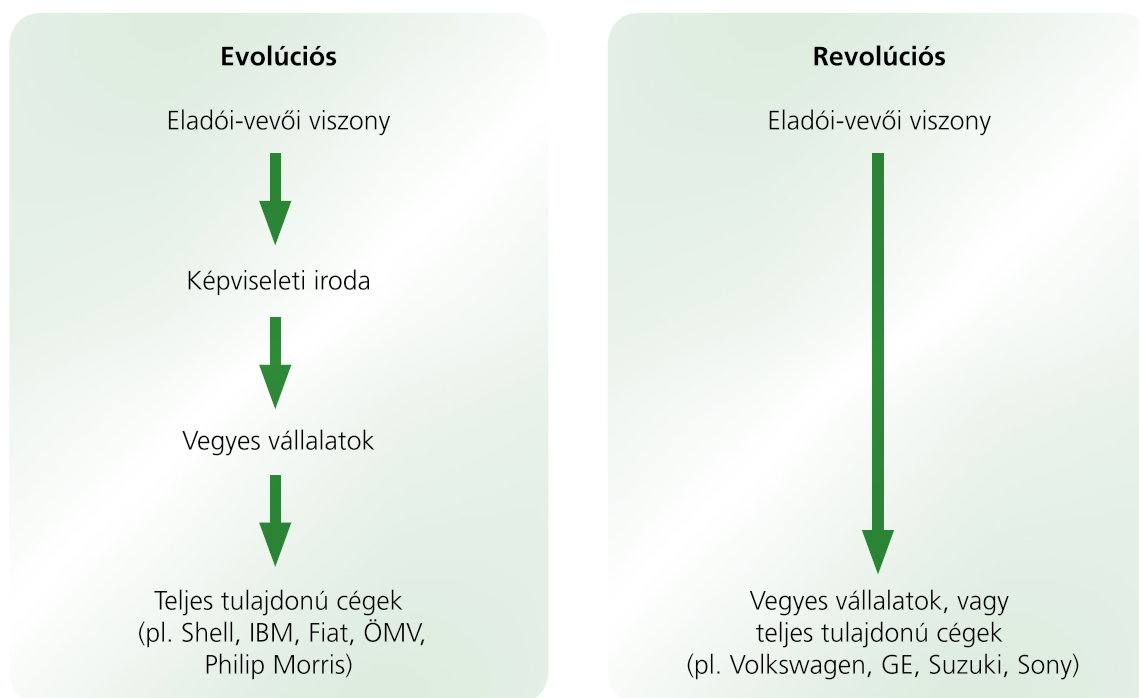 Evolúciós
Eladói-vevői viszony
Képviseleti iroda
Vegyes vállalatok
Teljes tulajdonú cégek
(pl. Shell, IBM, Fiat, ÖMV,
Philip Morris)
Revolúciós
Eladói-vevői viszony
Vegyes vállalatok, vagy
teljes tulajdonú cégek
(pl. Volkswagen, GE, Suzuki, Sony)